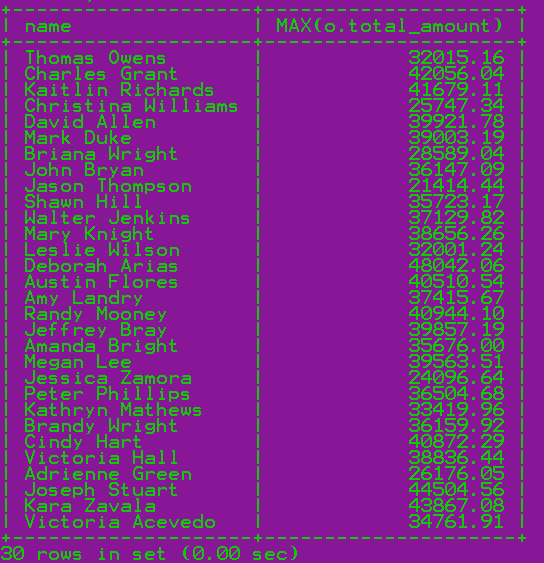 +----------------------+----------------------+
| name | MAX(o.total_amount) |
+----------------------+----------------------+
| Thomas Owens | 32015.16 |
| Charles Grant | 42056.04 |
| Kaitlin Richards | 41679.11 |
| Christina Williams | 25747.34 |
| David Allen | 39921.78 |
| Mark Duke | 39003.19 |
| Briana Wright | 28589.04 |
| John Bryan | 36147.09 |
| Jason Thompson | 21414.44 |
| Shawn Hill | 35723.17 |
| Walter Jenkins | 37129.82 |
| Mary Knight | 38656.26 |
| Leslie Wilson | 32001.24 |
| Deborah Arias | 48042.06 |
| Austin Flores | 40510.54 |
| Amy Landry | 37415.67 |
| Randy Mooney | 40944.10 |
| Jeffrey Bray | 39857.19 |
| Amanda Bright | 35676.00 |
| Megan Lee | 39563.51 |
| Jessica Zamora | 24096.64 |
| Peter Phillips | 36504.68 |
| Kathryn Mathews | 33419.96 |
| Brandy Wright | 36159.92 |
| Cindy Hart | 40872.29 |
| Victoria Hall | 38836.44 |
| Adrienne Green | 26176.05 |
| Joseph Stuart | 44504.56 |
| Kara Zavala | 43867.08 |
| Victoria Acevedo | 34761.91 |
+----------------------+----------------------+
30 rows in set (0.00 sec)